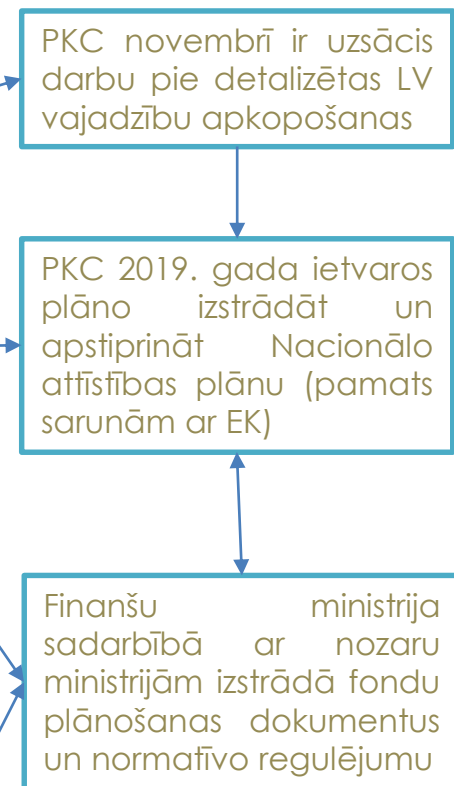 PKC novembrī ir uzsācis
darbu pie detalizētas LV
vajadzību apkopošanas
PKC 2019. gada ietvaros
plāno izstrādāt un
apstiprināt Nacionālo
attīstības plānu (pamats
sarunām ar EK)
Finanšu ministrija
sadarbībā ar nozaru
ministrijām izstrādā fondu
plānošanas dokumentus
un normatīvo regulējumu